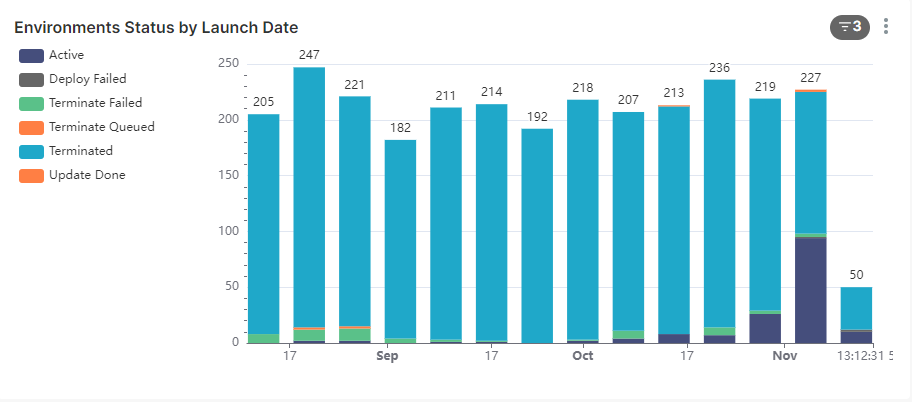 Environments Status by Launch Date
3
Active
Deploy Failed
Terminate Failed
Terminate Queued
Terminated
Update Done
250
200
150
100
50
0
205
247
221
182
211
214
192
218
207
213
236
219
227
50
17
Sep
17
Oct
17
Nov
13:12:31